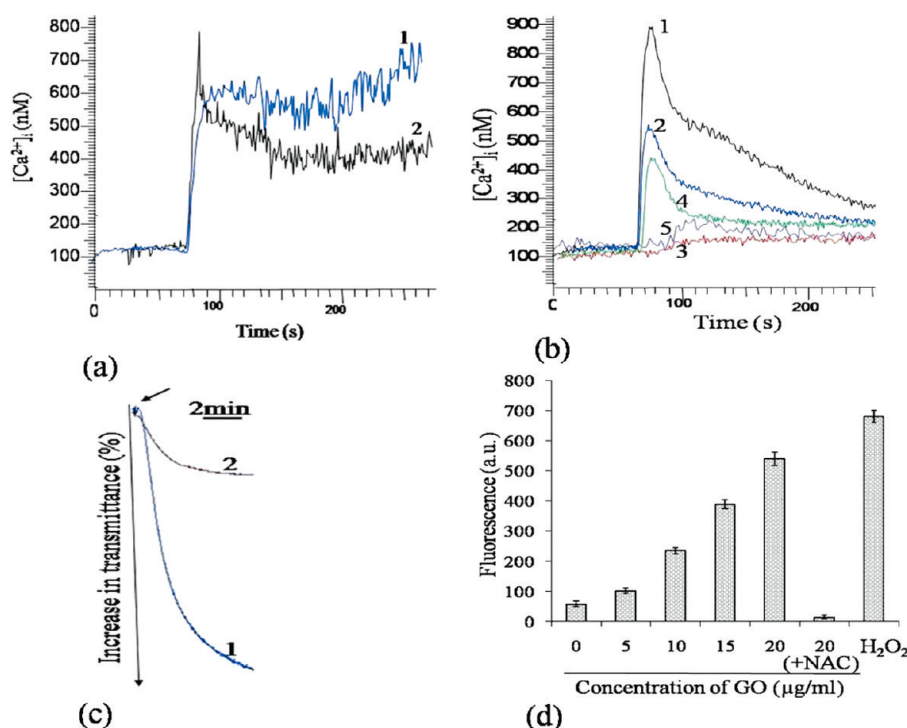 800
700
600
500
400
300
200
100
[Ca²⁺]ᵢ (nM)
1
2
0 100 200
Time (s)
(a)
900
800
700
600
500
400
300
200
100
[Ca²⁺]ᵢ (nM)
1
2
4
5
3
0 100 200
Time (s)
(b)
2min
Increase in transmittance (%)
2
1
(c)
800
700
600
500
400
300
200
100
0
Fluorescence (a.u.)
0 5 10 15 20 20 H₂O₂
(+NAC)
Concentration of GO (µg/ml)
(d)